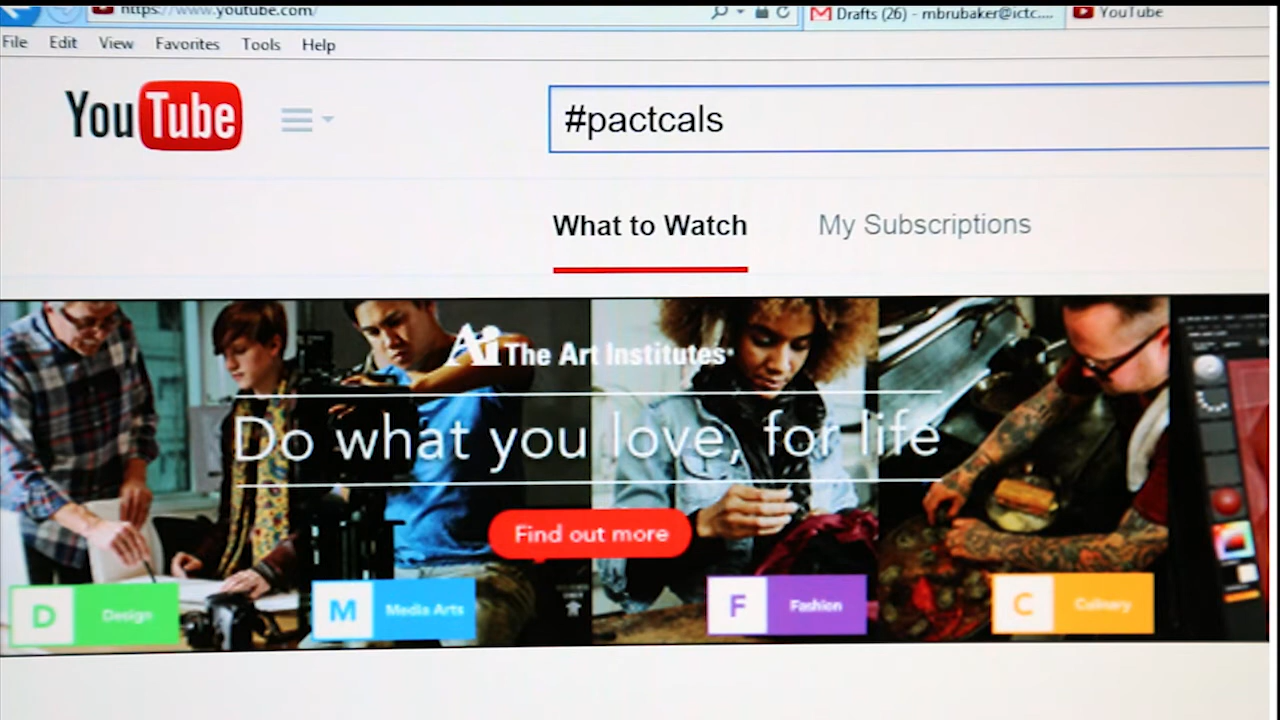 https://www.youtube.com/
Drafts (26) - mbrubaker@ictc....
YouTube
File Edit View Favorites Tools Help
YouTube
#pactcals
What to Watch My Subscriptions
Ai The Art Institutes
Do what you love, for life
Find out more
D Design
M Media Arts
F Fashion
C Culinary